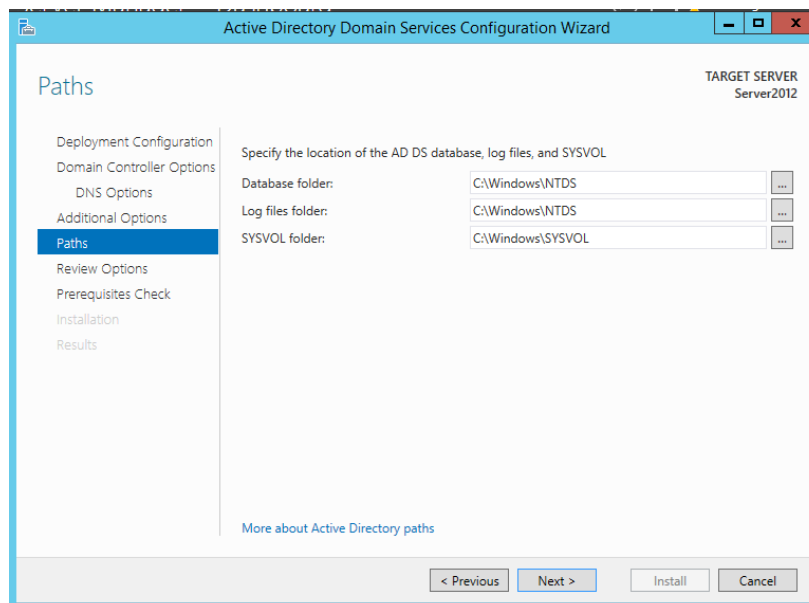 Active Directory Domain Services Configuration Wizard
Paths
TARGET SERVER
Server2012
Deployment Configuration
Domain Controller Options
DNS Options
Additional Options
Paths
Review Options
Prerequisites Check
Installation
Results
Specify the location of the AD DS database, log files, and SYSVOL
Database folder: C:\Windows\NTDS ...
Log files folder: C:\Windows\NTDS ...
SYSVOL folder: C:\Windows\SYSVOL ...
More about Active Directory paths
< Previous Next > Install Cancel